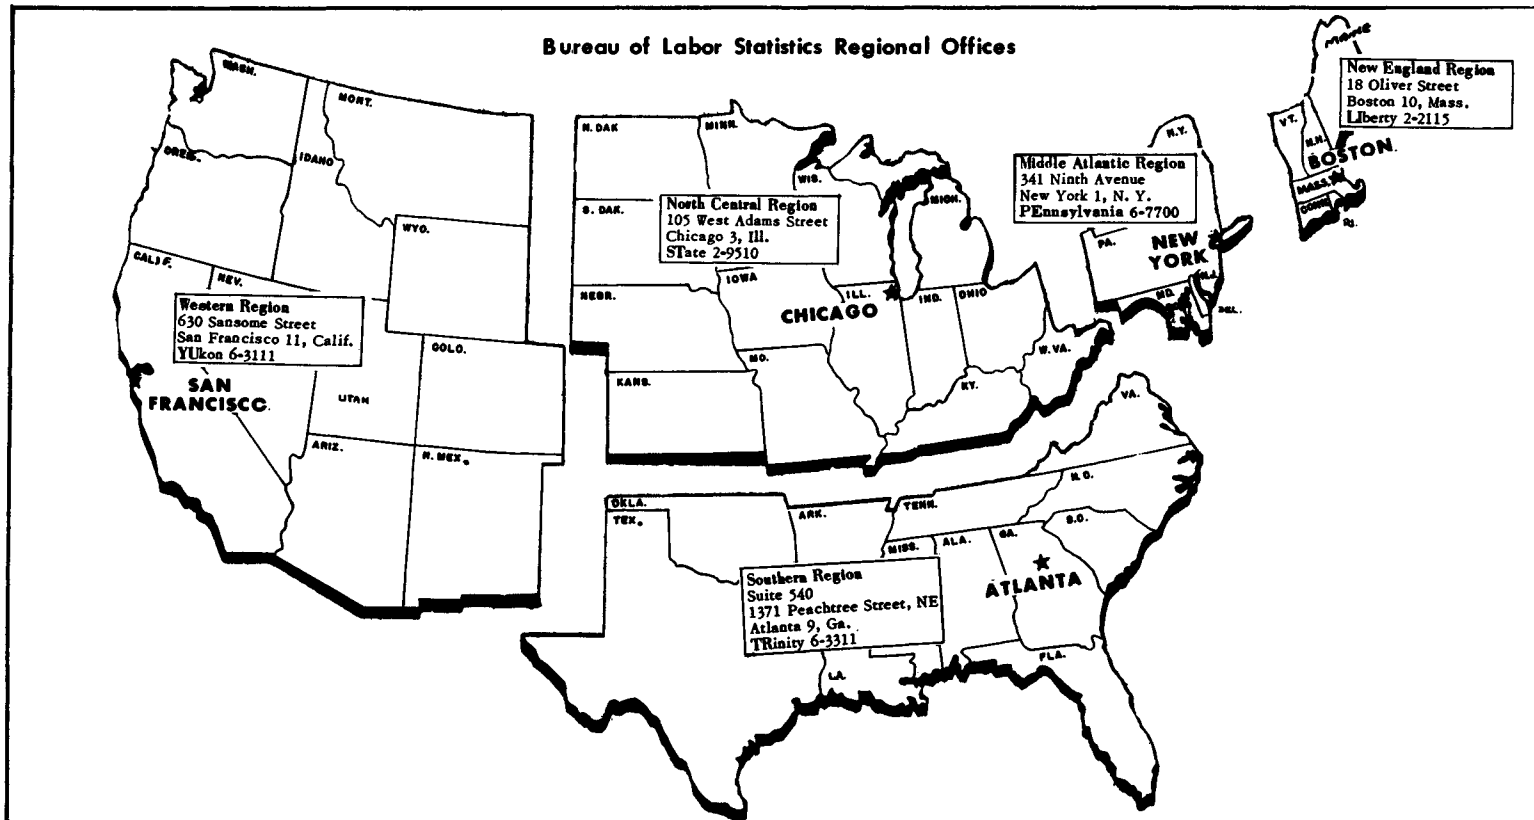 Bureau of Labor Statistics Regional Offices
MAINE
New England Region
18 Oliver Street
Boston 10, Mass.
LIberty 2-2115
WASH.
MONT.
OREG.
IDAHO
WYO.
CALIF.
NEV.
Western Region
630 Sansome Street
San Francisco 11, Calif.
YUkon 6-3111
SAN
FRANCISCO
UTAH
COLO.
ARIZ.
N. MEX.
N. DAK
MINN.
WIS.
MICH.
S. DAK.
North Central Region
105 West Adams Street
Chicago 3, Ill.
STate 2-9510
IOWA
NEBR.
ILL.
CHICAGO
IND.
OHIO
MO.
KANS.
KY.
W. VA.
N.Y.
Middle Atlantic Region
341 Ninth Avenue
New York 1, N. Y.
PEnnsylvania 6-7700
PA.
NEW
YORK
N.J.
MD.
DEL.
VT.
N.H.
BOSTON
MASS.
CONN.
R.I.
VA.
OKLA.
TEX.
ARK.
TENN.
N.C.
S.C.
MISS.
ALA.
GA.
ATLANTA
Southern Region
Suite 540
1371 Peachtree Street, NE
Atlanta 9, Ga.
TRinity 6-3311
LA.
FLA.